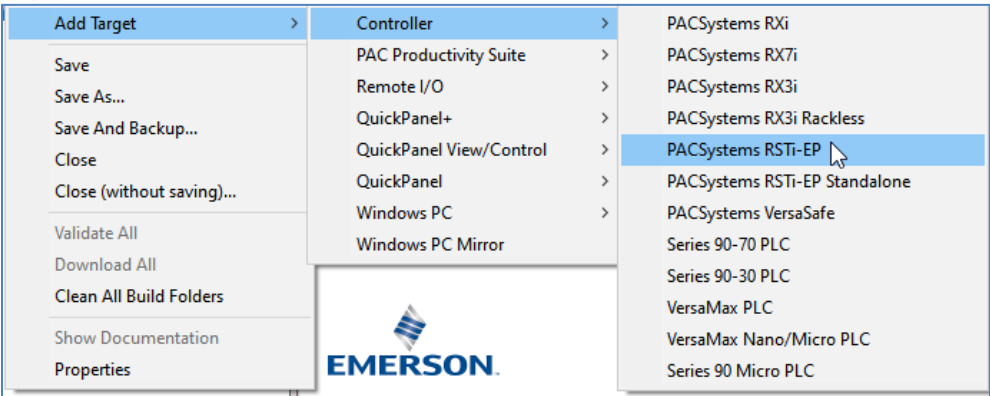 Add Target
Save
Save As...
Save And Backup...
Close
Close (without saving)...
Validate All
Download All
Clean All Build Folders
Show Documentation
Properties
Controller
PAC Productivity Suite
Remote I/O
QuickPanel+
QuickPanel View/Control
QuickPanel
Windows PC
Windows PC Mirror
EMERSON.
PACSystems RXi
PACSystems RX7i
PACSystems RX3i
PACSystems RX3i Rackless
PACSystems RSTi-EP
PACSystems RSTi-EP Standalone
PACSystems VersaSafe
Series 90-70 PLC
Series 90-30 PLC
VersaMax PLC
VersaMax Nano/Micro PLC
Series 90 Micro PLC